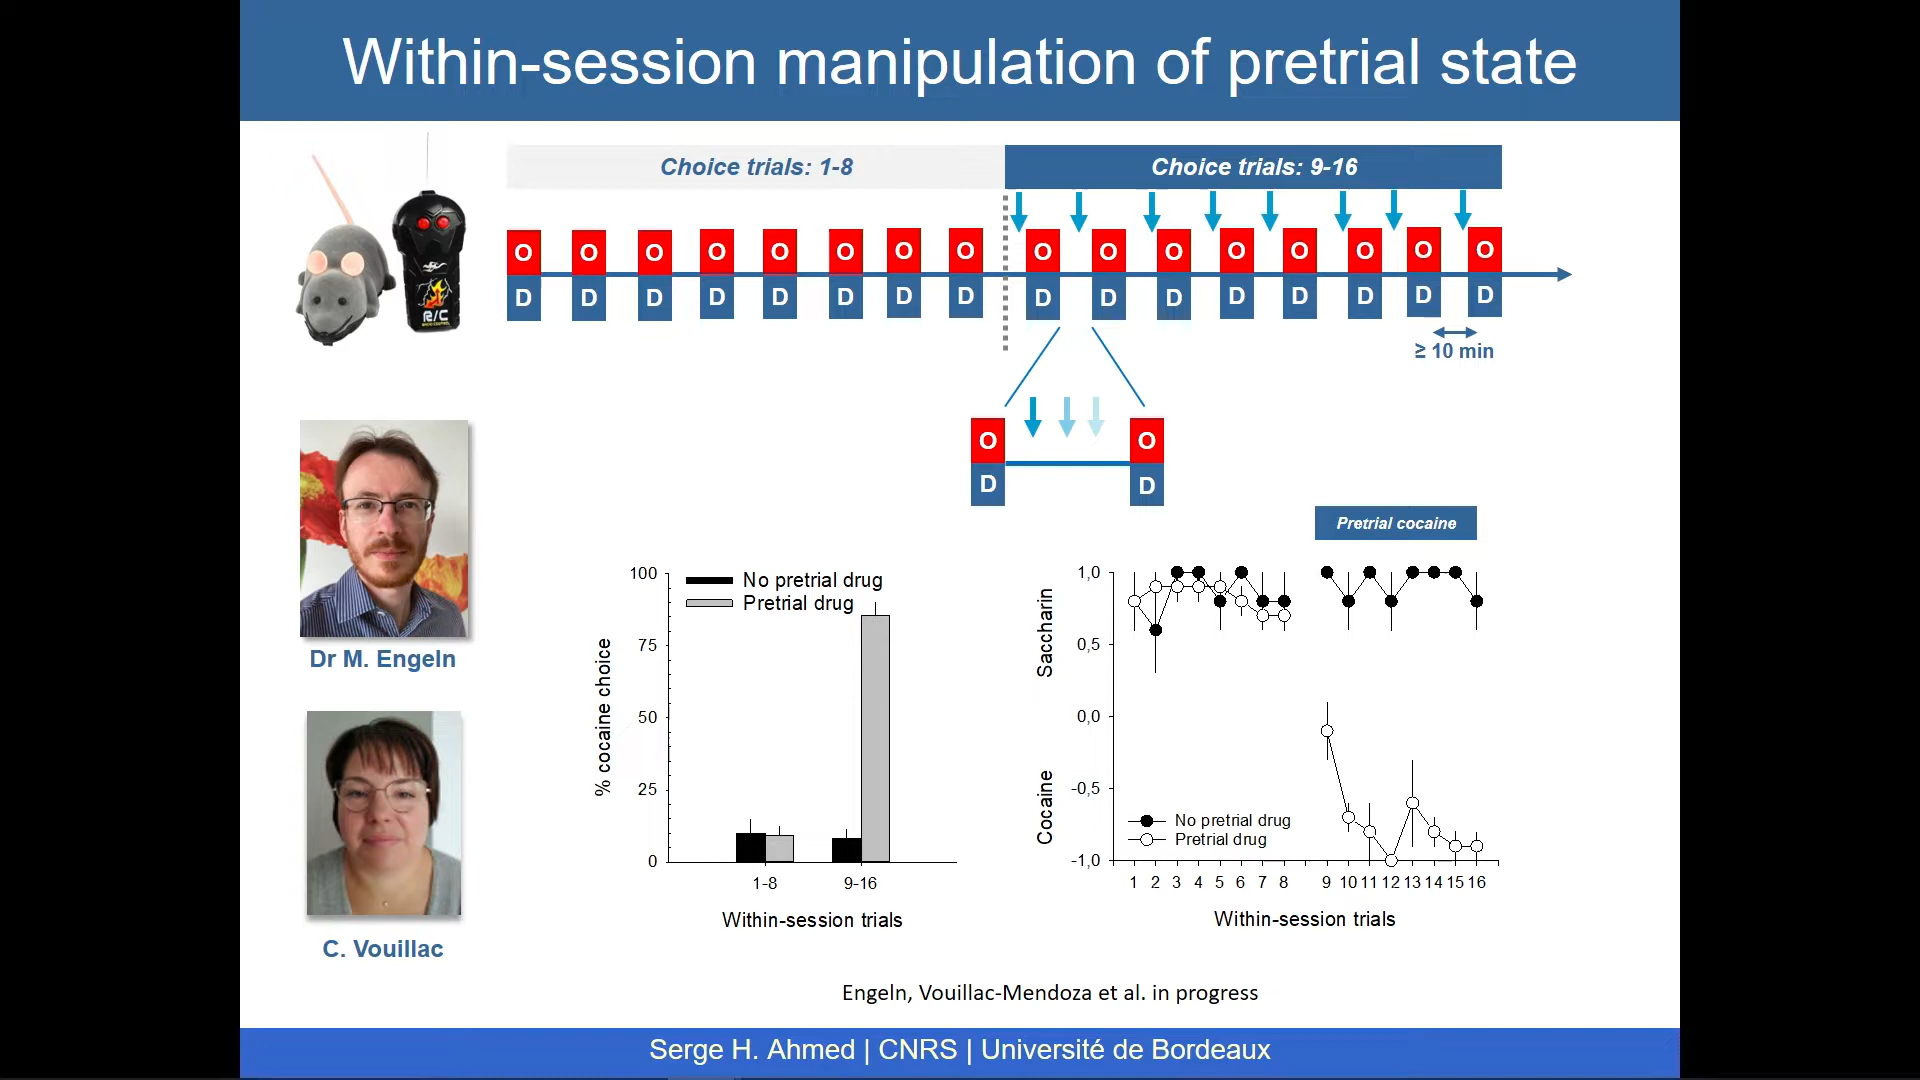 Within-session manipulation of pretrial state
Choice trials: 1-8
Choice trials: 9-16
O O O O O O O O O O O O O O O O
D D D D D D D D D D D D D D D D
≥ 10 min
R/C
O O
D D
Dr M. Engeln
C. Vouillac
100
75
50
25
0
% cocaine choice
No pretrial drug
Pretrial drug
1-8 9-16
Within-session trials
Pretrial cocaine
1,0
0,5
0,0
-0,5
-1,0
Saccharin
Cocaine
No pretrial drug
Pretrial drug
1 2 3 4 5 6 7 8 9 10 11 12 13 14 15 16
Within-session trials
Engeln, Vouillac-Mendoza et al. in progress
Serge H. Ahmed | CNRS | Université de Bordeaux